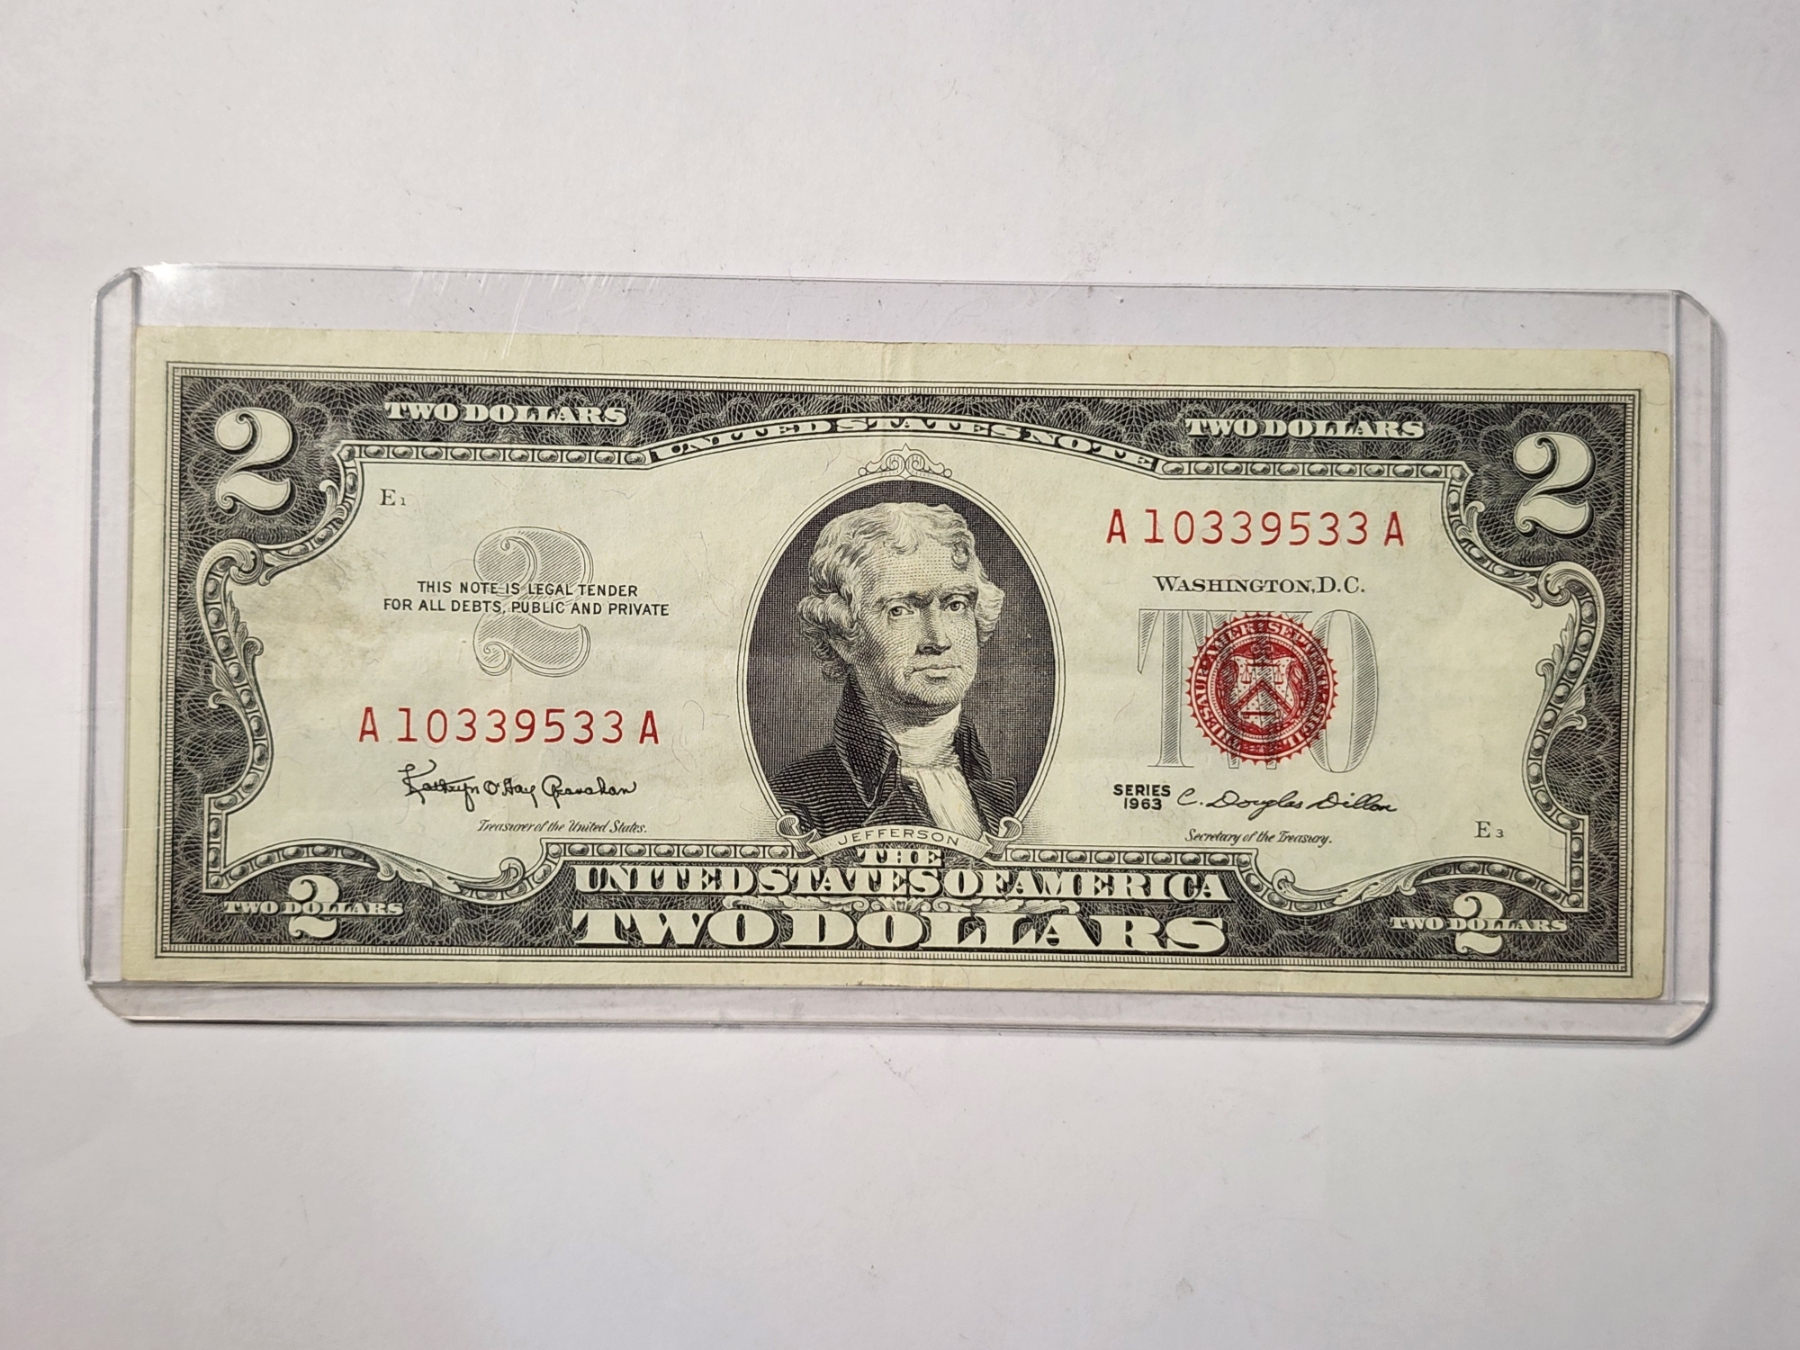 2 TWO DOLLARS UNITED STATES NOTE TWO DOLLARS 2
E1
A 10339533 A
2
THIS NOTE IS LEGAL TENDER
FOR ALL DEBTS, PUBLIC AND PRIVATE
WASHINGTON, D.C.
TWO
A 10339533 A
Kathryn O'Hay Granahan
Treasurer of the United States.
SERIES
1963
C. Douglas Dillon
Secretary of the Treasury.
E3
JEFFERSON
THE
UNITED STATES OF AMERICA
TWO DOLLARS 2
TWO DOLLARS
TWO DOLLARS 2